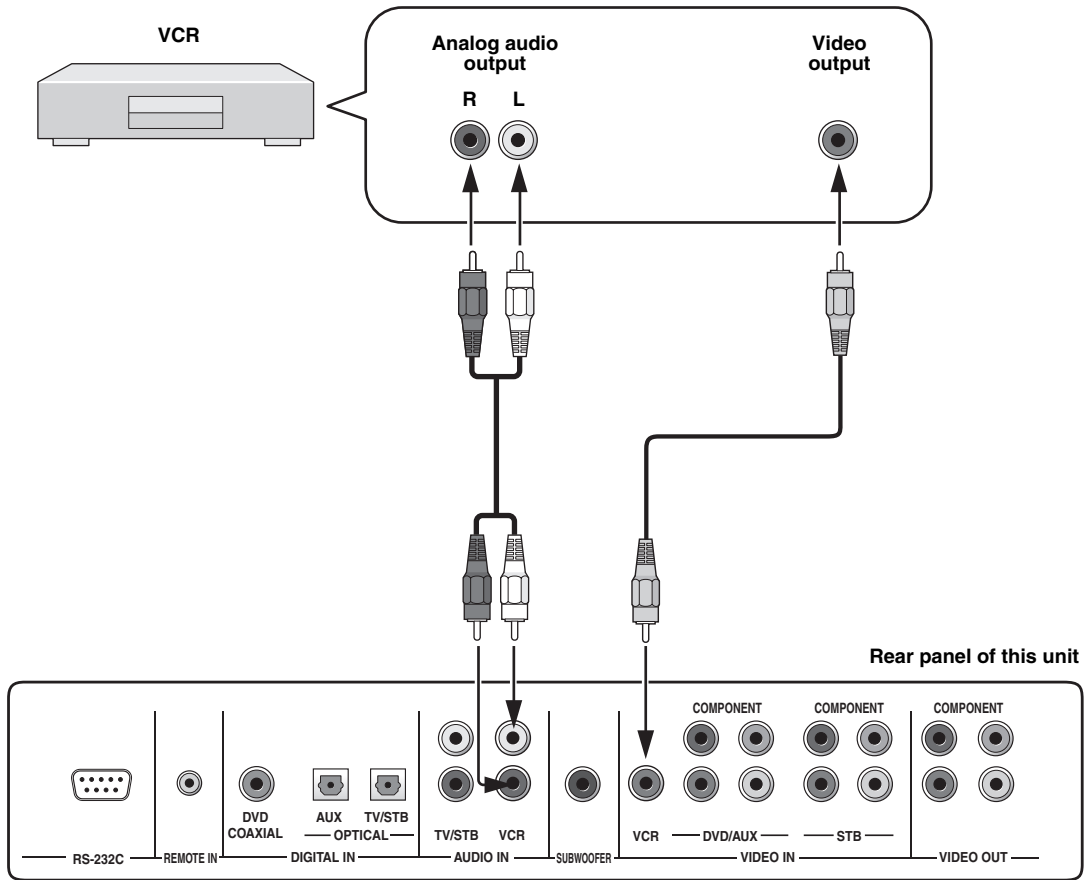 VCR
Analog audio
output
Video
output
R L
Rear panel of this unit
COMPONENT COMPONENT COMPONENT
DVD
COAXIAL
AUX TV/STB
OPTICAL
TV/STB VCR
VCR DVD/AUX STB
RS-232C REMOTE IN DIGITAL IN AUDIO IN SUBWOOFER VIDEO IN VIDEO OUT